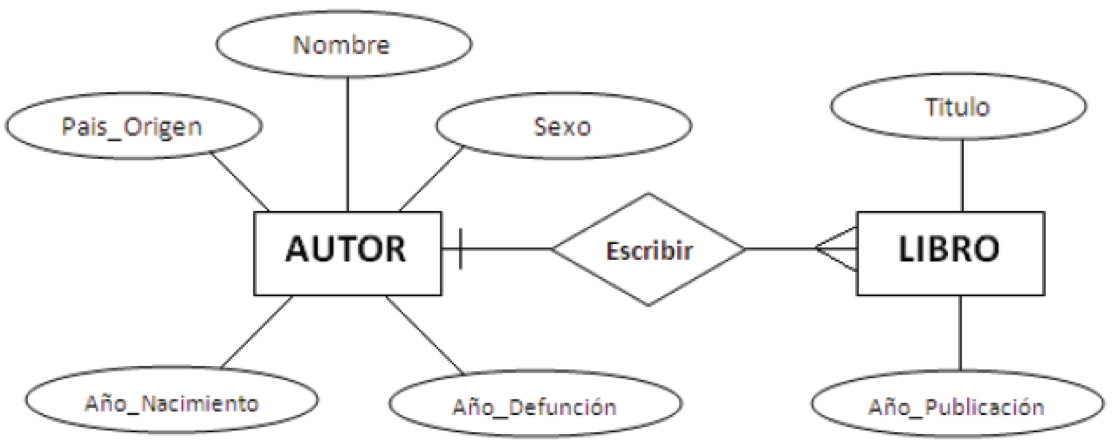 Nombre
Pais_Origen
Sexo
Titulo
AUTOR
Escribir
LIBRO
Año_Nacimiento
Año_Defunción
Año_Publicación